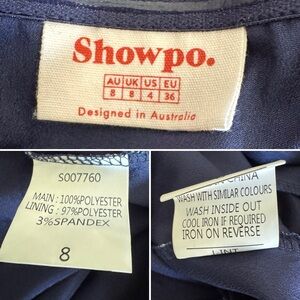 Showpo.
AU UK US EU
8 8 4 36
Designed in Australia
S007760
MAIN : 100%POLYESTER
LINING : 97%POLYESTER
3%SPANDEX
8
CHINA
WASH WITH SIMILAR COLOURS
WASH INSIDE OUT
COOL IRON IF REQUIRED
IRON ON REVERSE